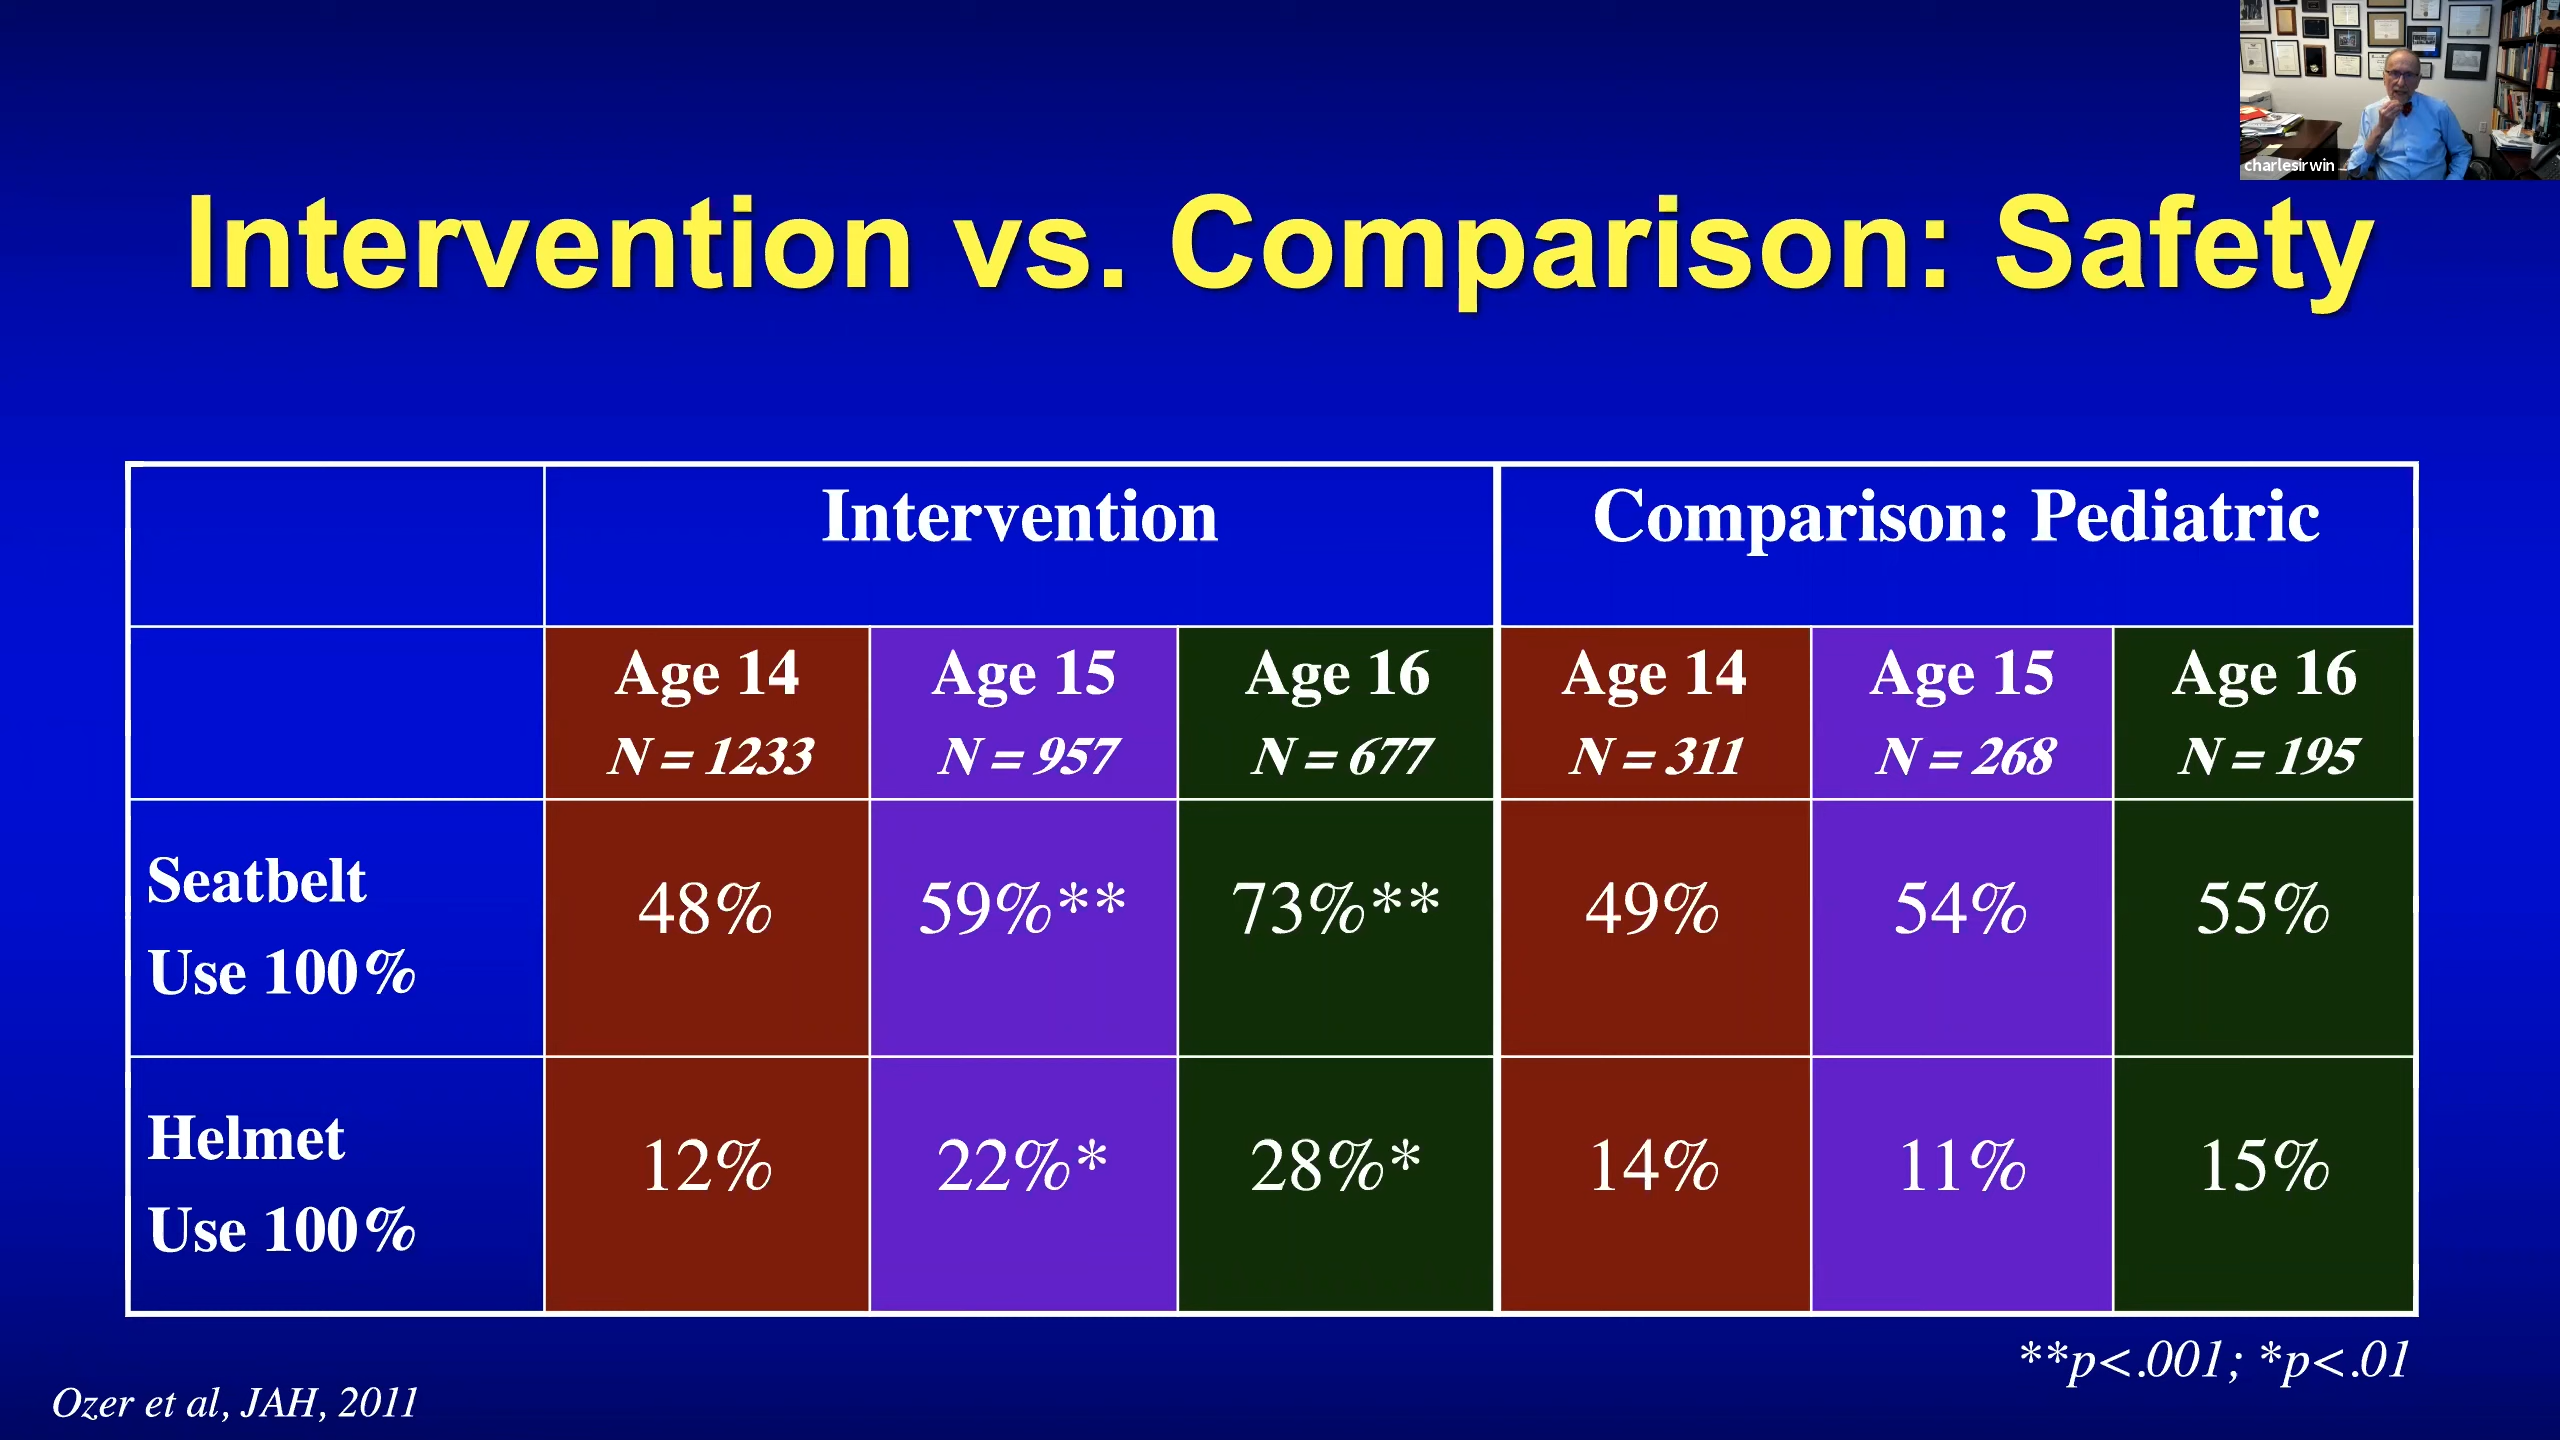 charlesirwin
Intervention vs. Comparison: Safety
Intervention Comparison: Pediatric
Age 14 Age 15 Age 16 Age 14 Age 15 Age 16
N = 1233 N = 957 N = 677 N = 311 N = 268 N = 195
Seatbelt
Use 100%
48% 59%** 73%** 49% 54% 55%
Helmet
Use 100%
12% 22%* 28%* 14% 11% 15%
**p<.001; *p<.01
Ozer et al, JAH, 2011